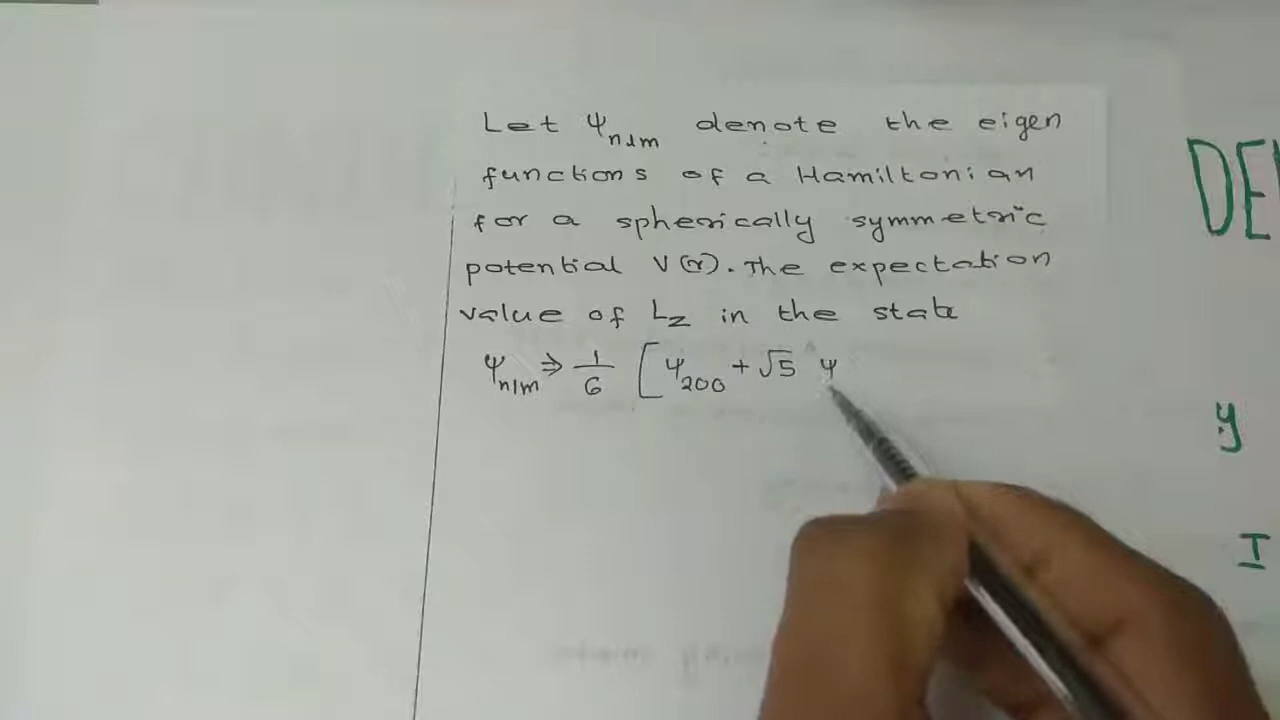 Let Ψnlm denote the eigen
functions of a Hamiltonian
for a spherically symmetric
potential V(r). The expectation
value of Lz in the state
Ψnlm ⇒ 1/6 [Ψ200 + √5 Ψ
DE
y
I